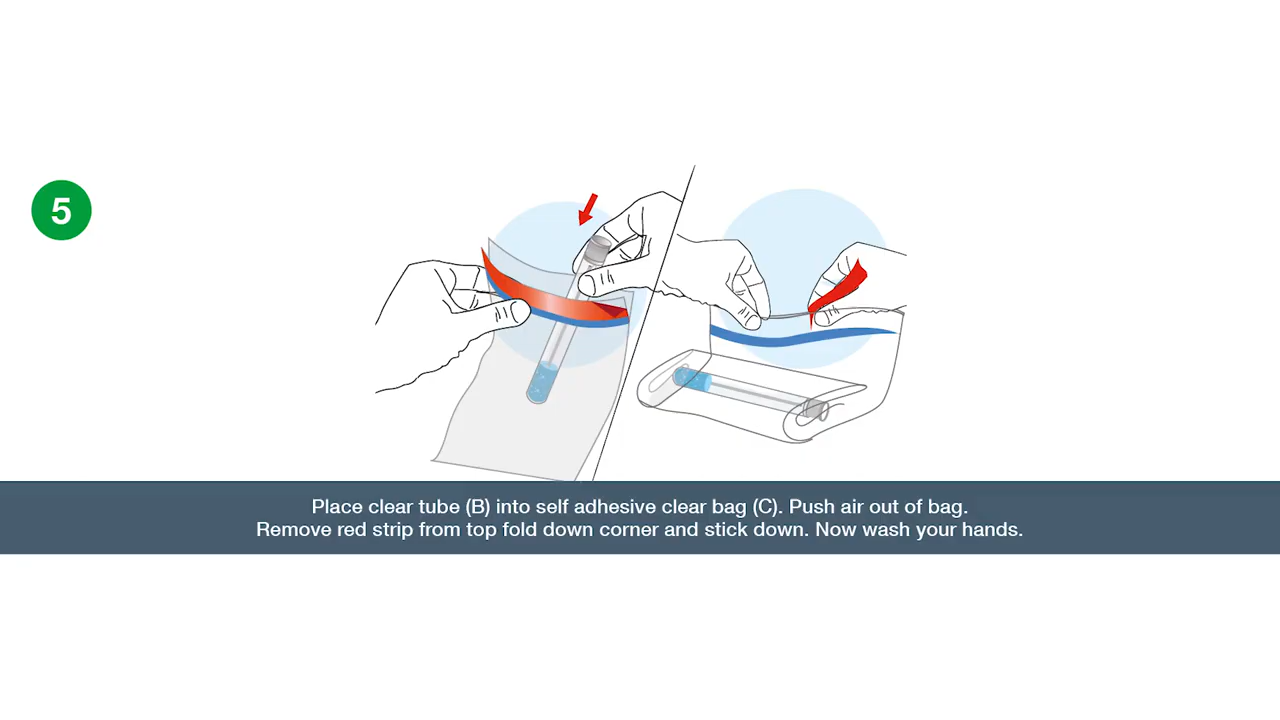 5
Place clear tube (B) into self adhesive clear bag (C). Push air out of bag.
Remove red strip from top fold down corner and stick down. Now wash your hands.